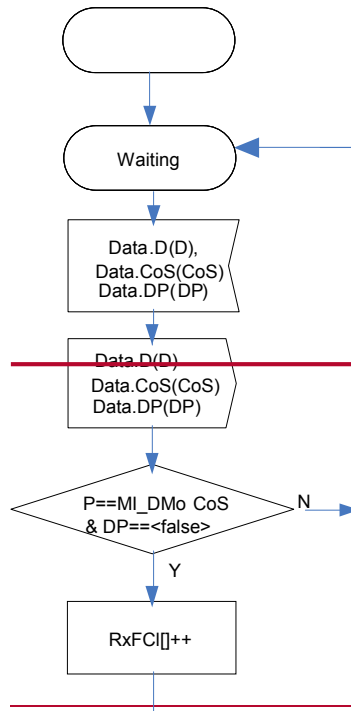 Waiting
Data.D(D),
Data.CoS(CoS)
Data.DP(DP)
Data.D(D)
Data.CoS(CoS)
Data.DP(DP)
P==MI_DMo CoS
& DP==<false>
N
Y
RxFCl[]++